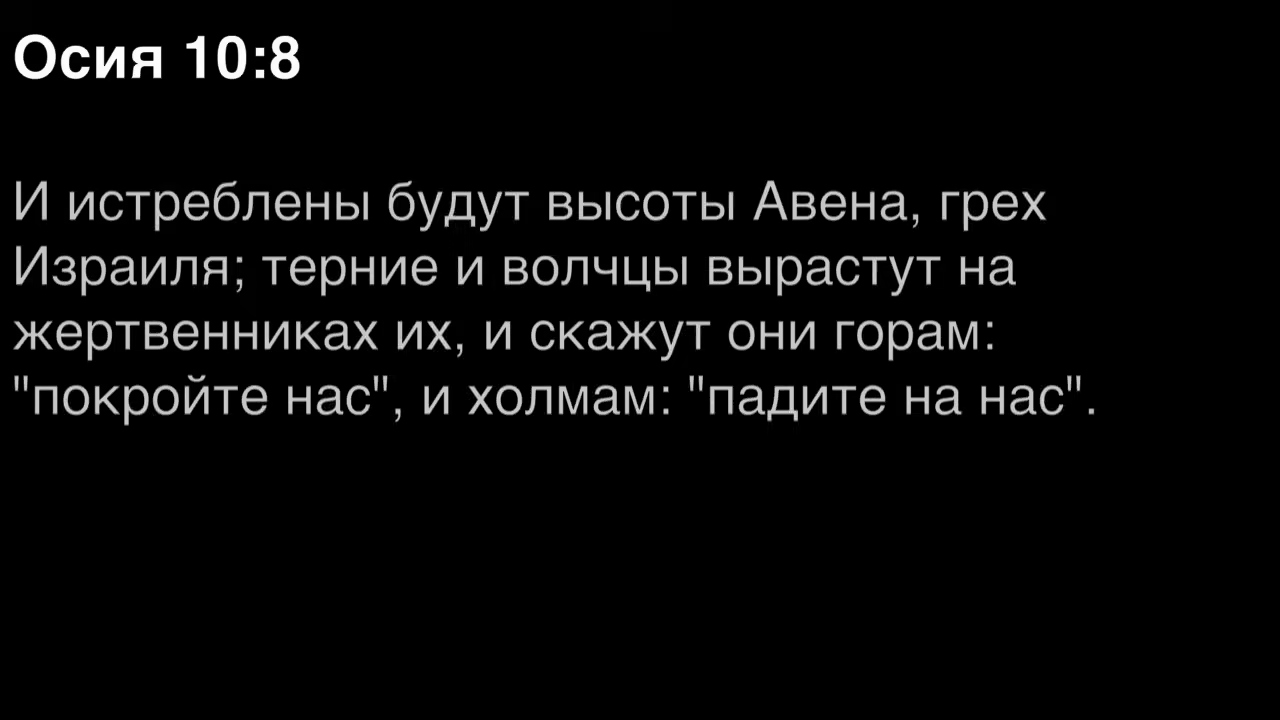 Осия 10:8
И истреблены будут высоты Авена, грех
Израиля; терние и волчцы вырастут на
жертвенниках их, и скажут они горам:
"покройте нас", и холмам: "падите на нас".